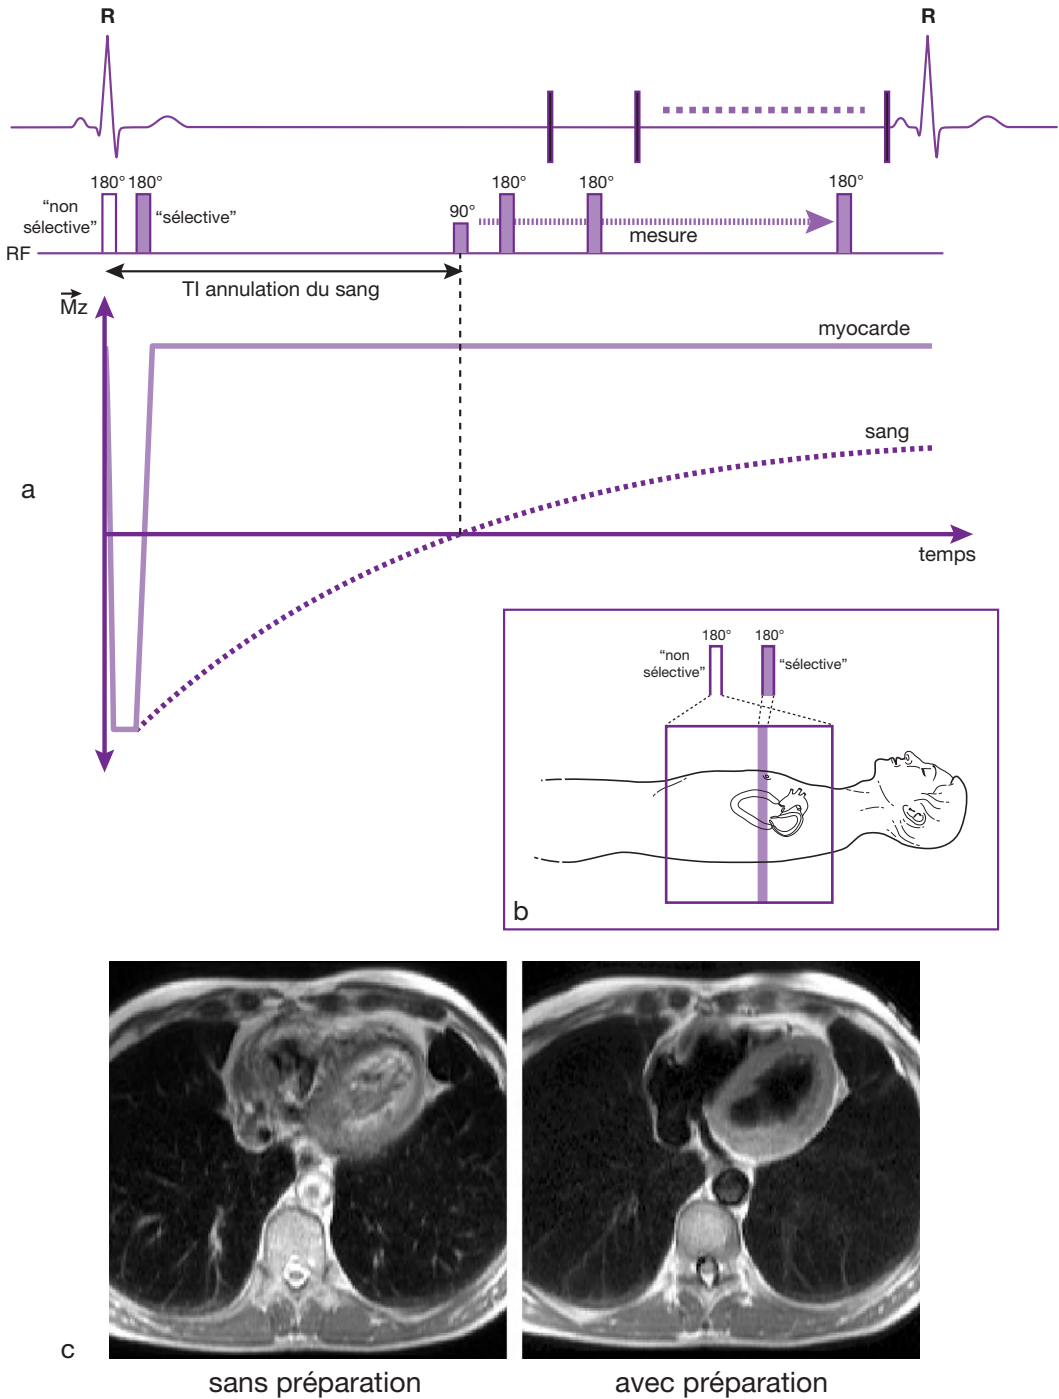 R
R
180° 180°
180°
180°
180°
“non
sélective”
“sélective”
90°
mesure
RF
TI annulation du sang
Mz
myocarde
sang
a
temps
180°
180°
“non
sélective”
“sélective”
b
c
sans préparation
avec préparation